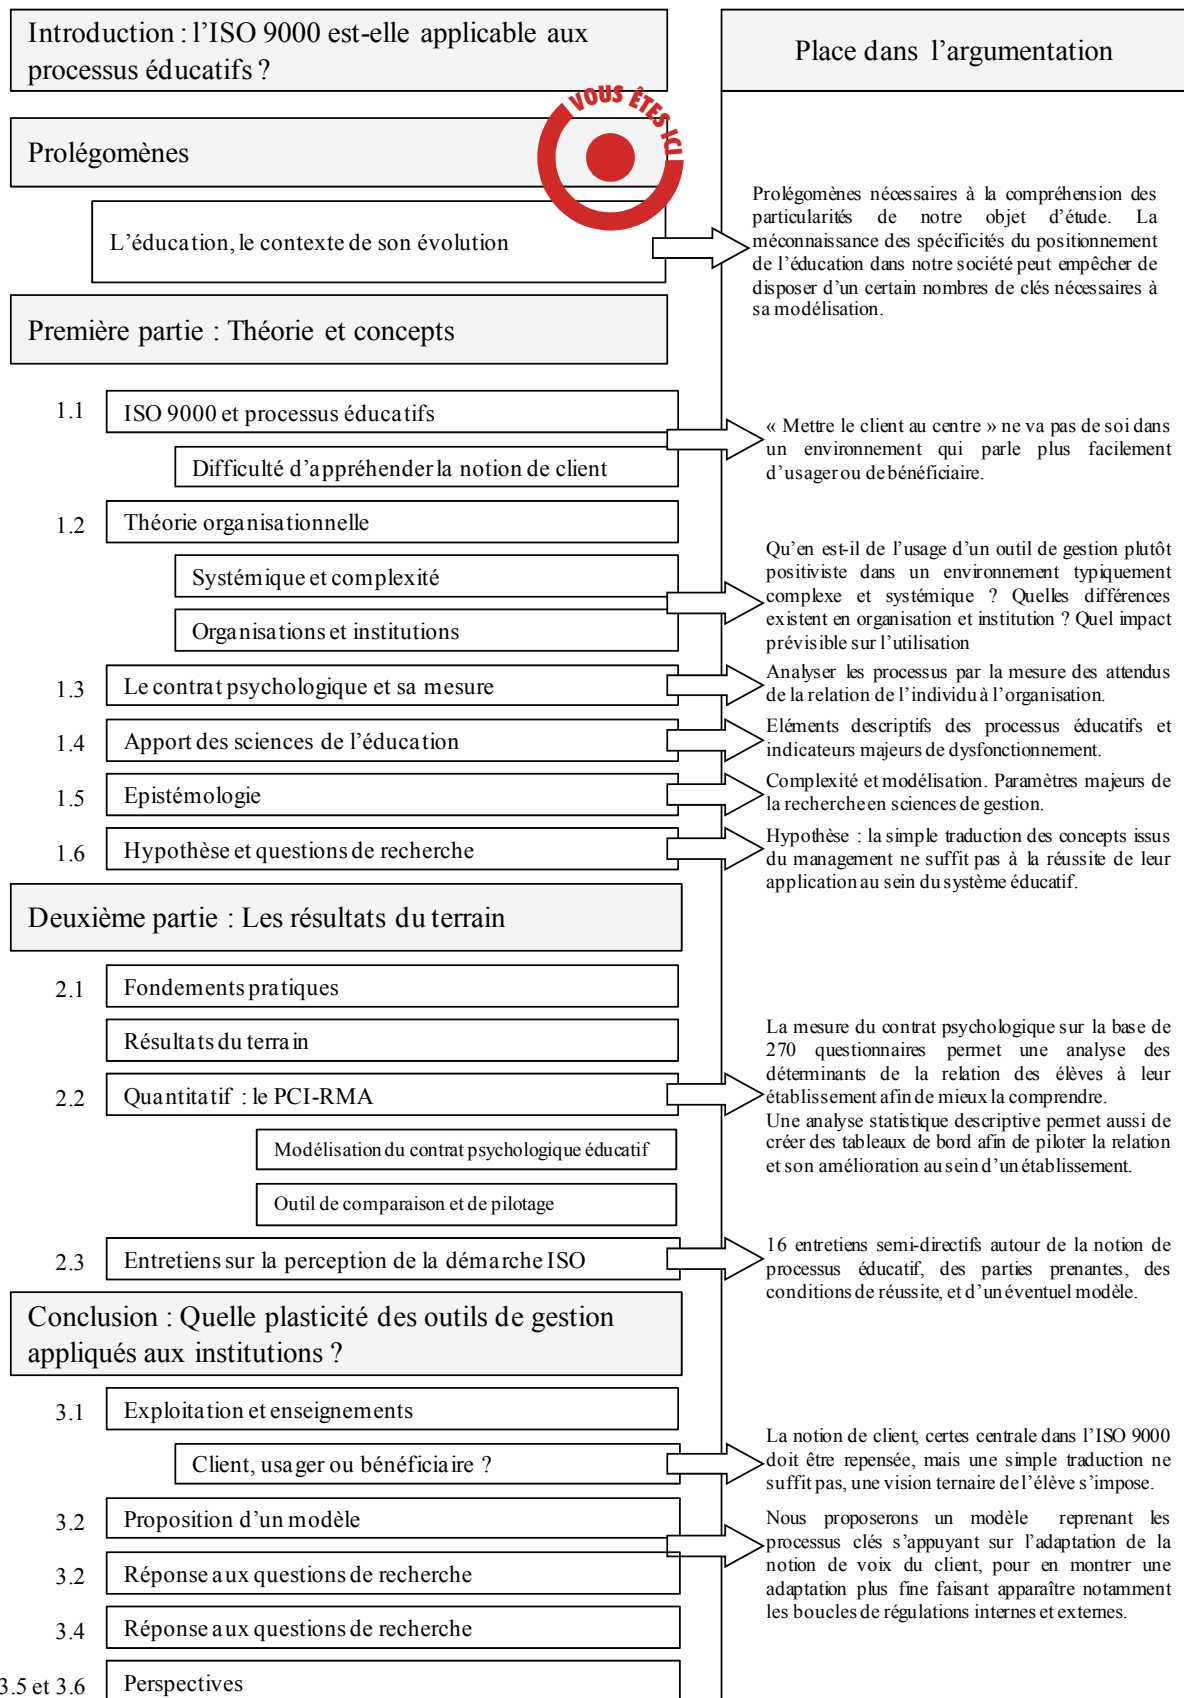 Introduction : l’ISO 9000 est-elle applicable aux
processus éducatifs ?
Place dans l’argumentation
VOUS ÊTES ICI
Prolégomènes
L’éducation, le contexte de son évolution
Prolégomènes nécessaires à la compréhension des
particularités de notre objet d’étude. La
méconnaissance des spécificités du positionnement
de l’éducation dans notre société peut empêcher de
disposer d’un certain nombres de clés nécessaires à
sa modélisation.
Première partie : Théorie et concepts
1.1 ISO 9000 et processus éducatifs
Difficulté d’appréhender la notion de client
« Mettre le client au centre » ne va pas de soi dans
un environnement qui parle plus facilement
d’usager ou de bénéficiaire.
1.2 Théorie organisationnelle
Systémique et complexité
Organisations et institutions
Qu’en est-il de l’usage d’un outil de gestion plutôt
positiviste dans un environnement typiquement
complexe et systémique ? Quelles différences
existent en organisation et institution ? Quel impact
prévisible sur l’utilisation
1.3 Le contrat psychologique et sa mesure
Analyser les processus par la mesure des attendus
de la relation de l’individu à l’organisation.
1.4 Apport des sciences de l’éducation
Eléments descriptifs des processus éducatifs et
indicateurs majeurs de dysfonctionnement.
1.5 Epistémologie
Complexité et modélisation. Paramètres majeurs de
la recherche en sciences de gestion.
1.6 Hypothèse et questions de recherche
Hypothèse : la simple traduction des concepts issus
du management ne suffit pas à la réussite de leur
application au sein du système éducatif.
Deuxième partie : Les résultats du terrain
2.1 Fondements pratiques
Résultats du terrain
2.2 Quantitatif : le PCI-RMA
Modélisation du contrat psychologique éducatif
Outil de comparaison et de pilotage
La mesure du contrat psychologique sur la base de
270 questionnaires permet une analyse des
déterminants de la relation des élèves à leur
établissement afin de mieux la comprendre.
Une analyse statistique descriptive permet aussi de
créer des tableaux de bord afin de piloter la relation
et son amélioration au sein d’un établissement.
2.3 Entretiens sur la perception de la démarche ISO
16 entretiens semi-directifs autour de la notion de
processus éducatif, des parties prenantes, des
conditions de réussite, et d’un éventuel modèle.
Conclusion : Quelle plasticité des outils de gestion
appliqués aux institutions ?
3.1 Exploitation et enseignements
Client, usager ou bénéficiaire ?
La notion de client, certes centrale dans l’ISO 9000
doit être repensée, mais une simple traduction ne
suffit pas, une vision ternaire de l’élève s’impose.
3.2 Proposition d’un modèle
Nous proposerons un modèle reprenant les
processus clés s’appuyant sur l’adaptation de la
notion de voix du client, pour en montrer une
adaptation plus fine faisant apparaître notamment
les boucles de régulations internes et externes.
3.2 Réponse aux questions de recherche
3.4 Réponse aux questions de recherche
3.5 et 3.6 Perspectives